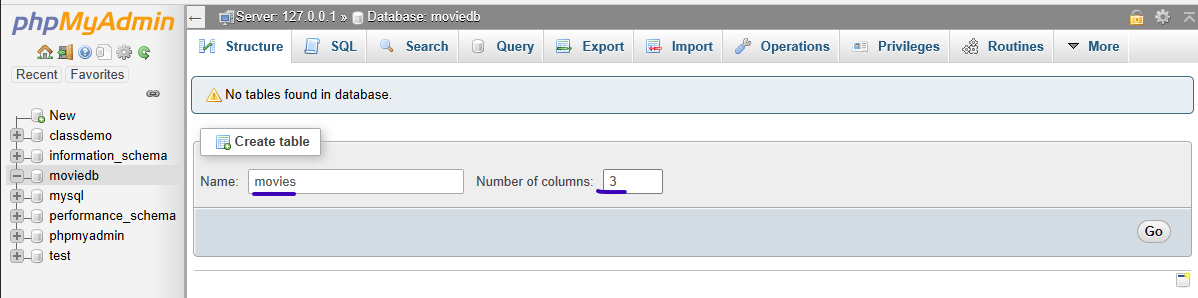 phpMyAdmin
Recent Favorites
New
classdemo
information_schema
moviedb
mysql
performance_schema
phpmyadmin
test
Server: 127.0.0.1 » Database: moviedb
Structure SQL Search Query Export Import Operations Privileges Routines More
No tables found in database.
Create table
Name: movies Number of columns: 3
Go